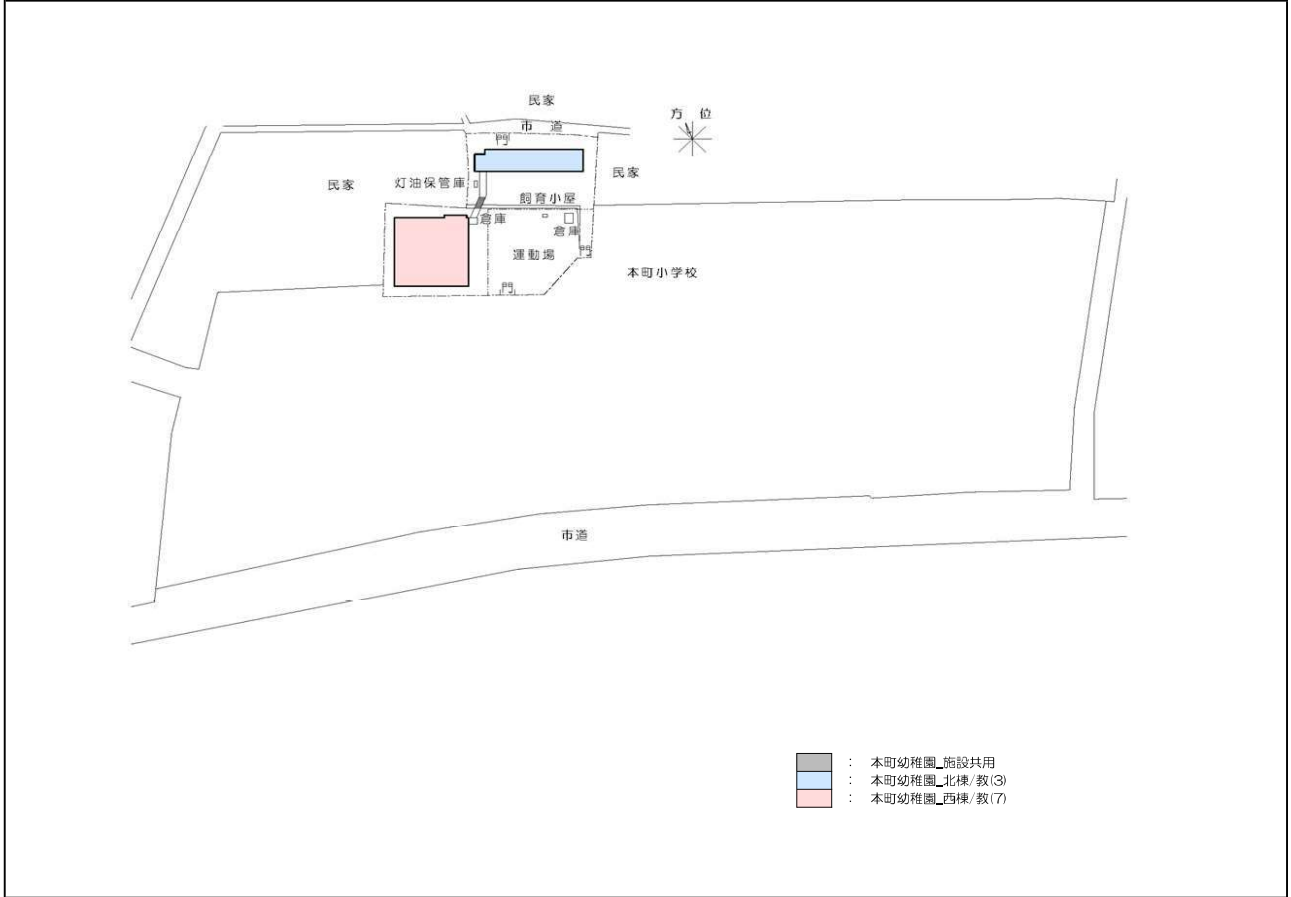 民家
方 位
市 道
門
民家
灯油保管庫
民家
飼育小屋
倉庫
倉庫
運動場
門
本町小学校
門
市道
： 本町幼稚園_施設共用
： 本町幼稚園_北棟/教(3)
： 本町幼稚園_西棟/教(7)